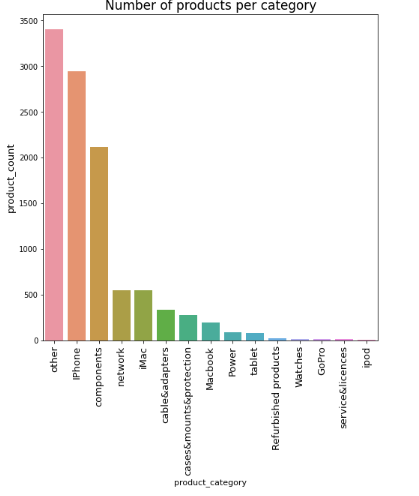 Number of products per category
3500
3000
2500
2000
1500
1000
500
0
product_count
other
IPhone
components
network
iMac
cable&adapters
cases&mounts&protection
Macbook
Power
tablet
Refurbished products
Watches
GoPro
service&licences
ipod
product_category